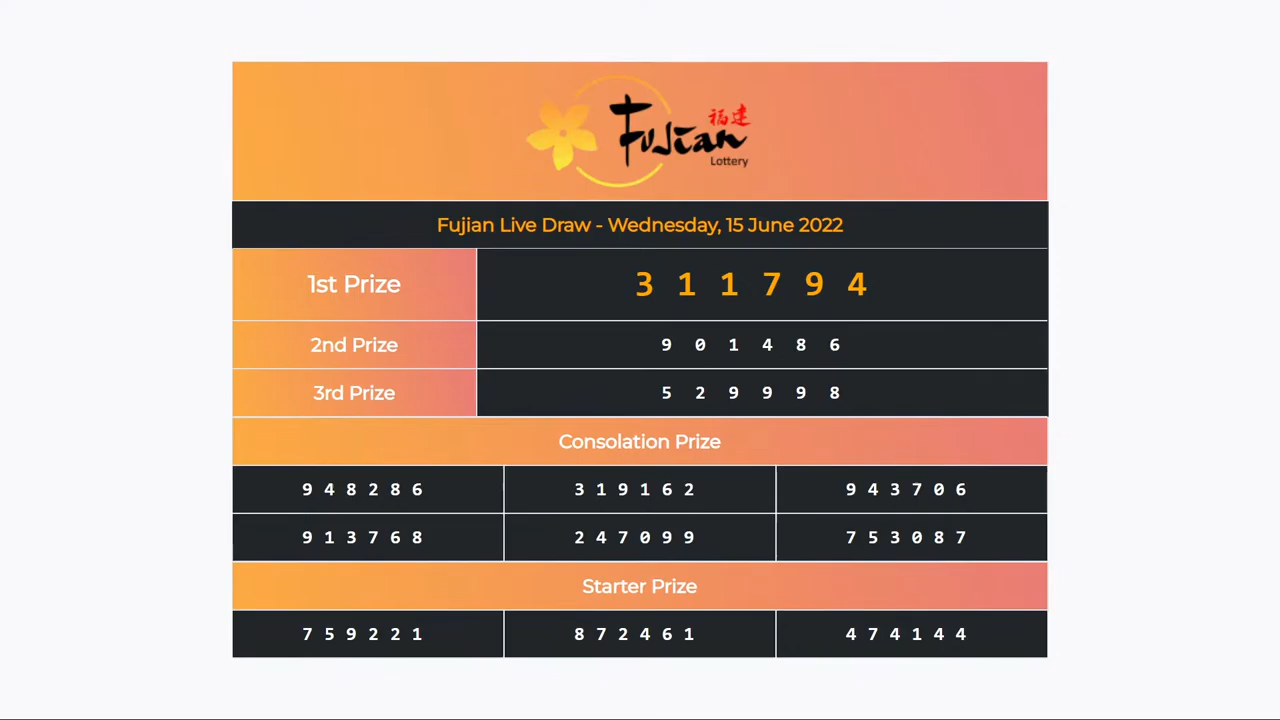 福建
Fujian
Lottery
Fujian Live Draw - Wednesday, 15 June 2022
1st Prize 3 1 1 7 9 4
2nd Prize 9 0 1 4 8 6
3rd Prize 5 2 9 9 9 8
Consolation Prize
9 4 8 2 8 6 3 1 9 1 6 2 9 4 3 7 0 6
9 1 3 7 6 8 2 4 7 0 9 9 7 5 3 0 8 7
Starter Prize
7 5 9 2 2 1 8 7 2 4 6 1 4 7 4 1 4 4